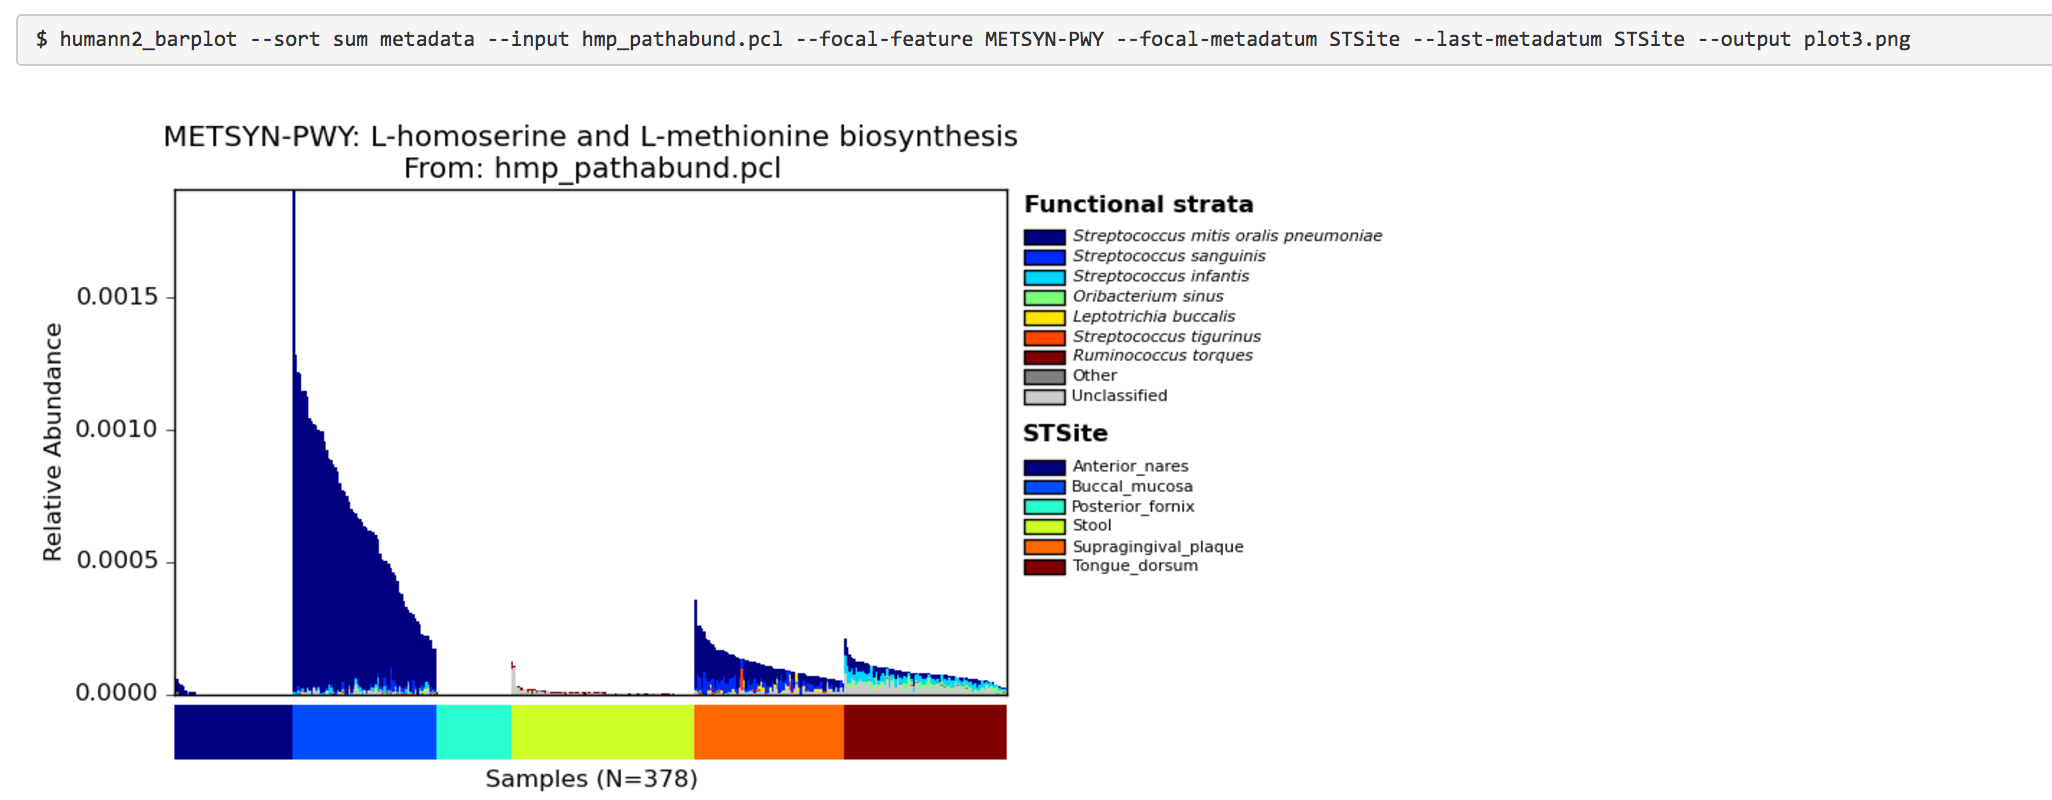 $ humann2_barplot --sort sum metadata --input hmp_pathabund.pcl --focal-feature METSYN-PWY --focal-metadatum STSite --last-metadatum STSite --output plot3.png
METSYN-PWY: L-homoserine and L-methionine biosynthesis
From: hmp_pathabund.pcl
Relative Abundance
0.0015
0.0010
0.0005
0.0000
Samples (N=378)
Functional strata
Streptococcus mitis oralis pneumoniae
Streptococcus sanguinis
Streptococcus infantis
Oribacterium sinus
Leptotrichia buccalis
Streptococcus tigurinus
Ruminococcus torques
Other
Unclassified
STSite
Anterior_nares
Buccal_mucosa
Posterior_fornix
Stool
Supragingival_plaque
Tongue_dorsum